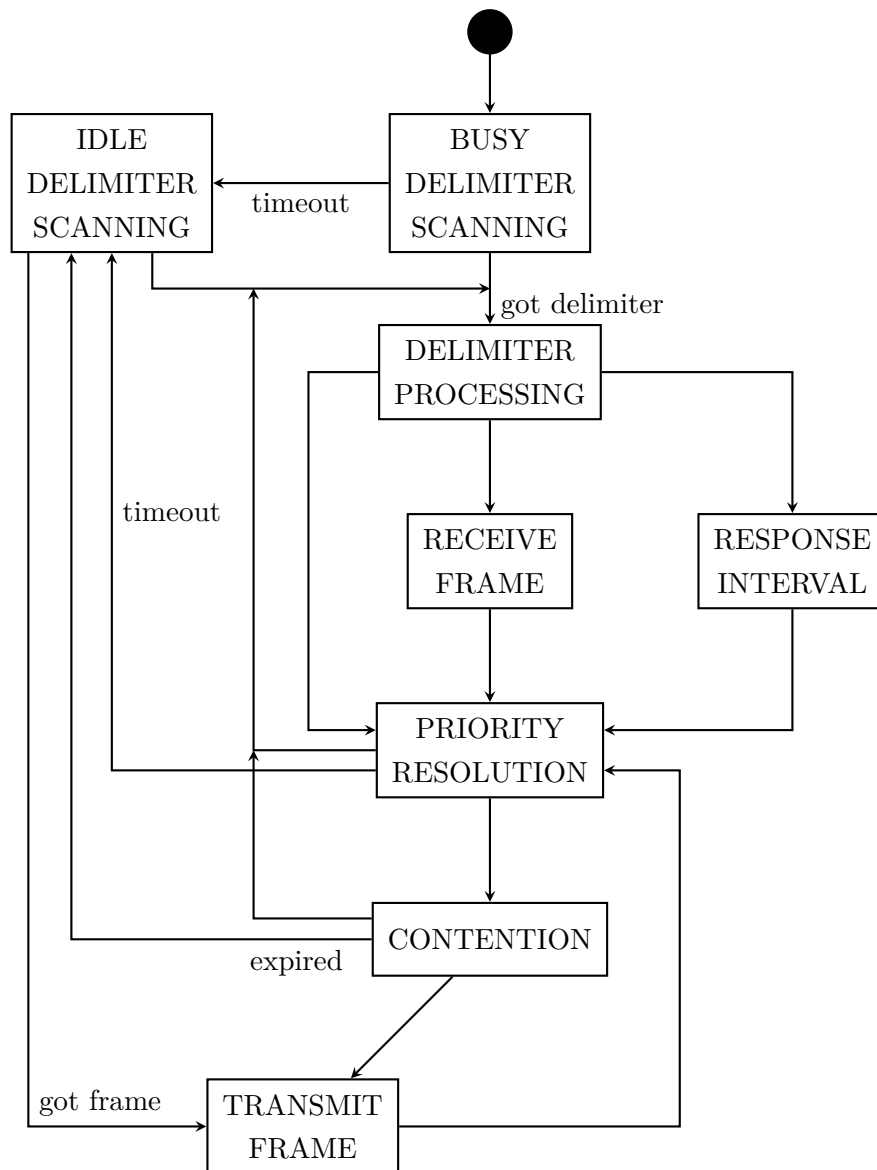 IDLE
DELIMITER
SCANNING
BUSY
DELIMITER
SCANNING
timeout
got delimiter
DELIMITER
PROCESSING
timeout
RECEIVE
FRAME
RESPONSE
INTERVAL
PRIORITY
RESOLUTION
CONTENTION
expired
got frame
TRANSMIT
FRAME